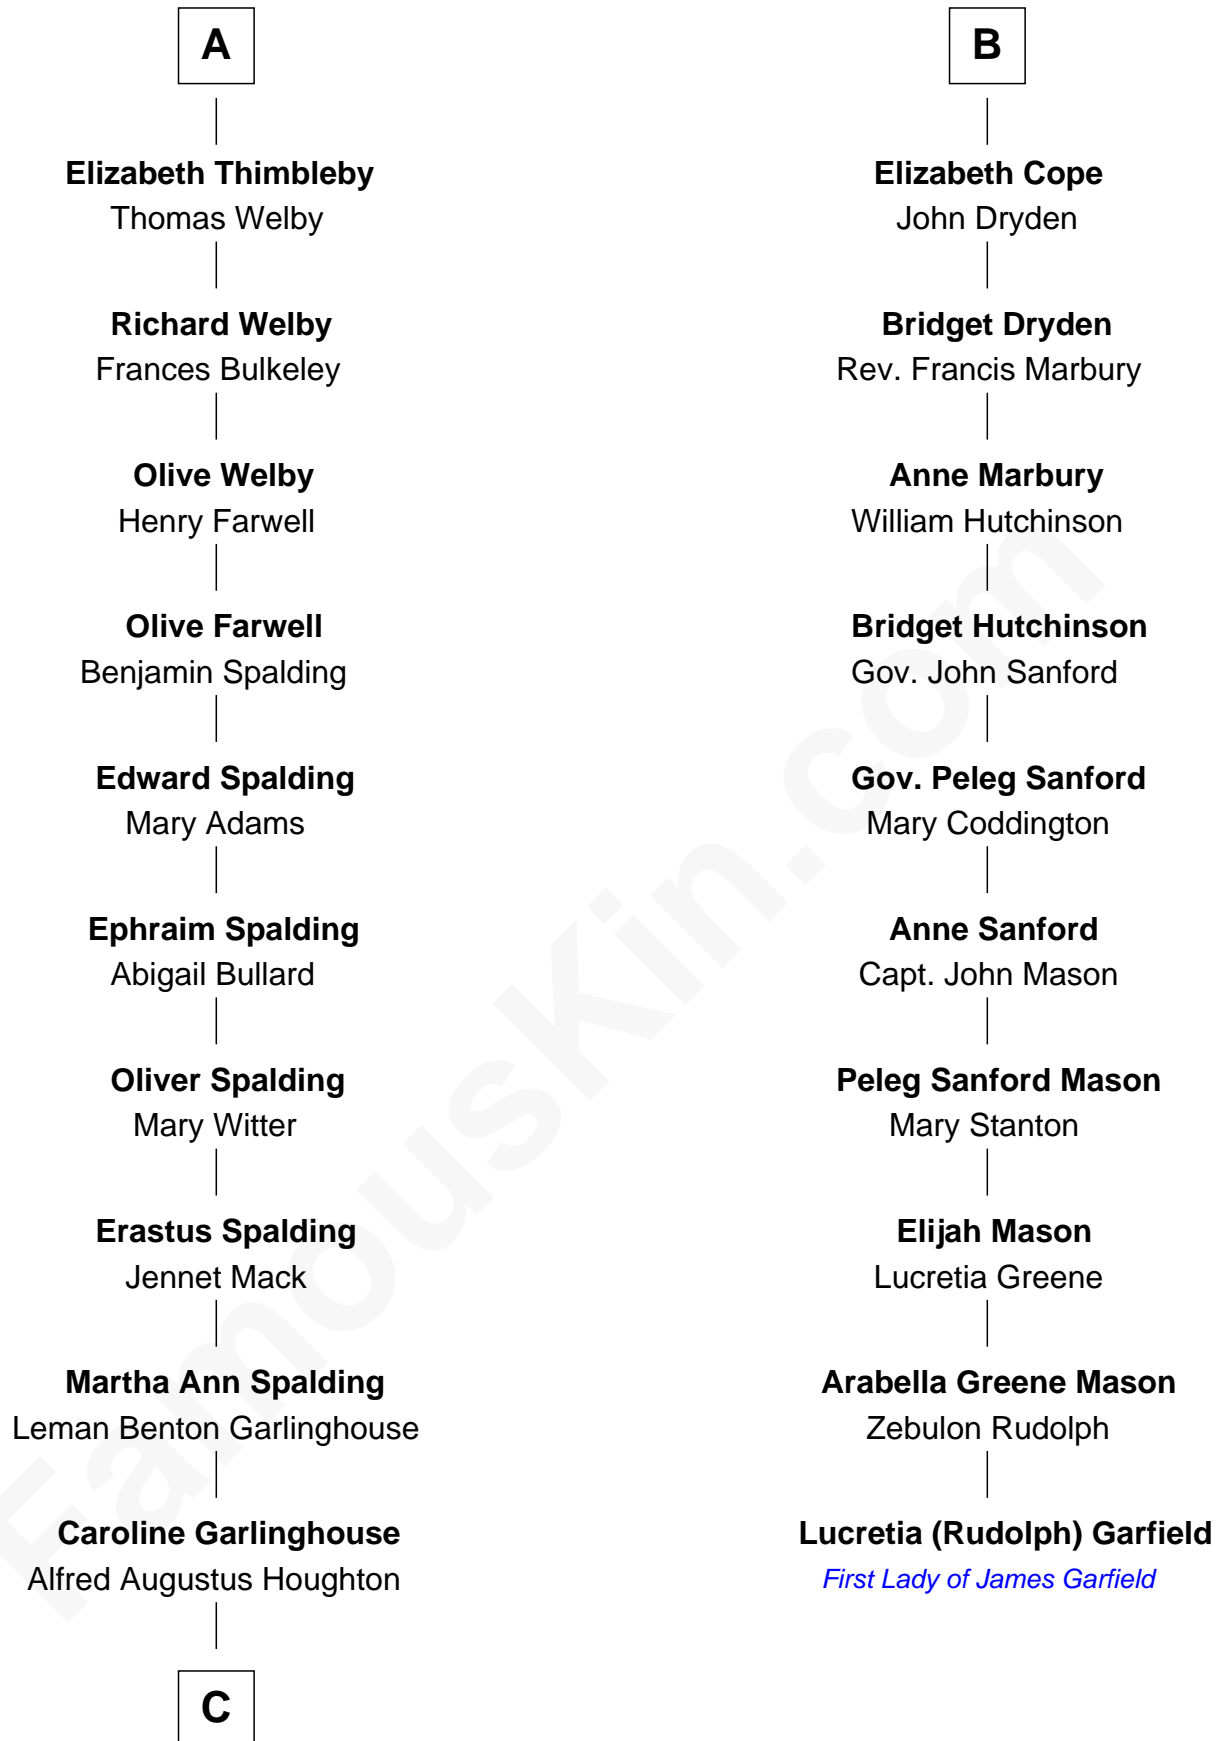 A
Elizabeth Thimbleby
Thomas Welby
Richard Welby
Frances Bulkeley
Olive Welby
Henry Farwell
Olive Farwell
Benjamin Spalding
Edward Spalding
Mary Adams
Ephraim Spalding
Abigail Bullard
Oliver Spalding
Mary Witter
Erastus Spalding
Jennet Mack
Martha Ann Spalding
Leman Benton Garlinghouse
Caroline Garlinghouse
Alfred Augustus Houghton
C
B
Elizabeth Cope
John Dryden
Bridget Dryden
Rev. Francis Marbury
Anne Marbury
William Hutchinson
Bridget Hutchinson
Gov. John Sanford
Gov. Peleg Sanford
Mary Coddington
Anne Sanford
Capt. John Mason
Peleg Sanford Mason
Mary Stanton
Elijah Mason
Lucretia Greene
Arabella Greene Mason
Zebulon Rudolph
Lucretia (Rudolph) Garfield
First Lady of James Garfield
FamousKin.com